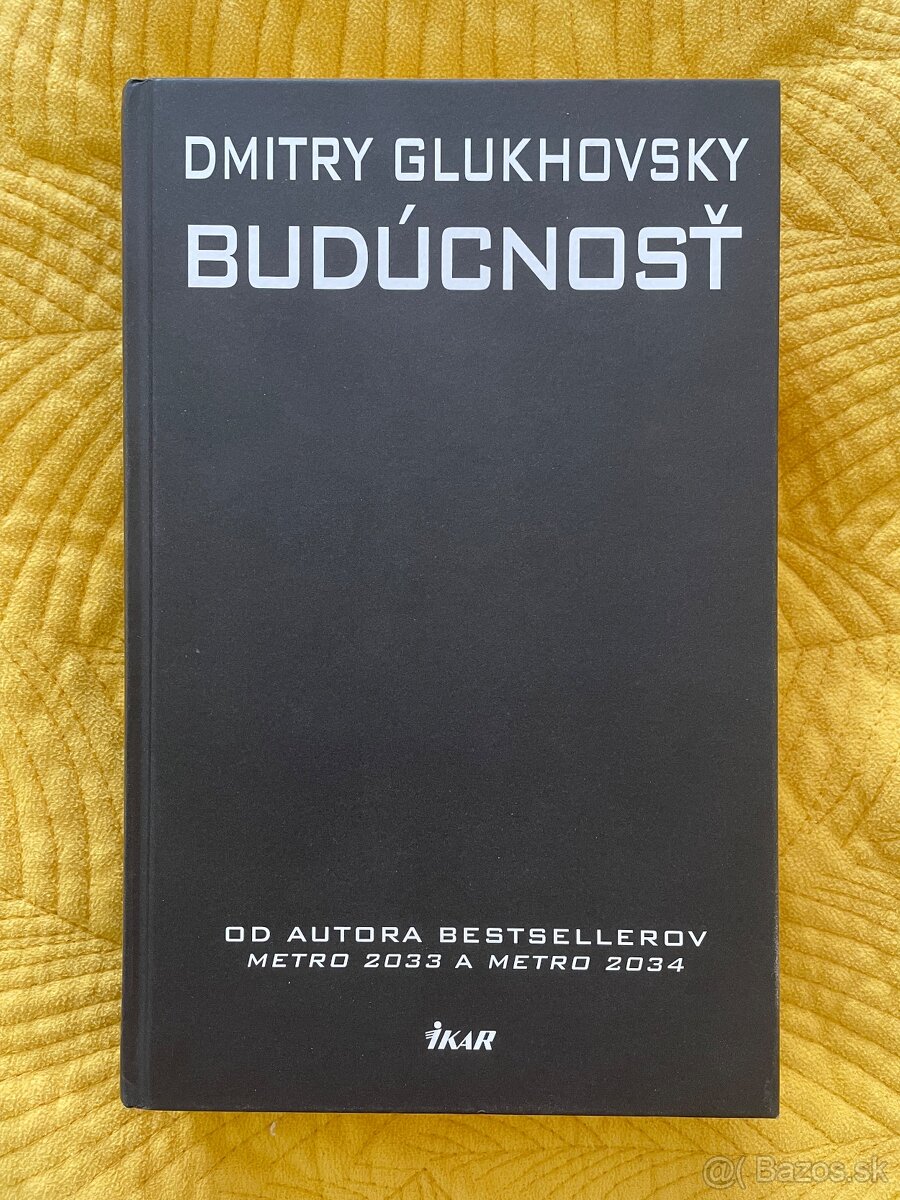 DMITRY GLUKHOVSKY
BUDÚCNOSŤ
OD AUTORA BESTSELLEROV
METRO 2033 A METRO 2034
IKAR
@( Bazos.sk